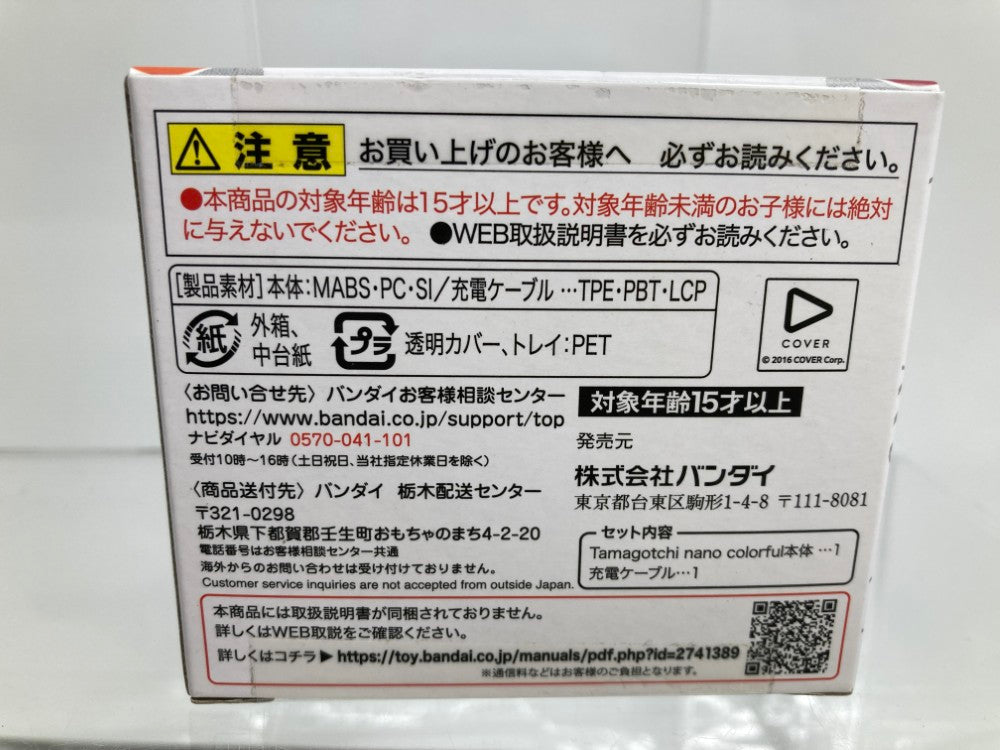 注意 お買い上げのお客様へ 必ずお読みください。
●本商品の対象年齢は15才以上です。対象年齢未満のお子様には絶対
に与えないでください。 ●WEB取扱説明書を必ずお読みください。
[製品素材] 本体:MABS・PC・SI/充電ケーブル …TPE・PBT・LCP
紙 外箱、
中台紙
プラ 透明カバー、トレイ:PET
COVER
© 2016 COVER Corp.
〈お問い合せ先〉バンダイお客様相談センター
https://www.bandai.co.jp/support/top
ナビダイヤル 0570-041-101
受付10時〜16時(土日祝日、当社指定休業日を除く)
〈商品送付先〉バンダイ 栃木配送センター
〒321-0298
栃木県下都賀郡壬生町おもちゃのまち4-2-20
電話番号はお客様相談センター共通
海外からのお問い合わせは受け付けておりません。
Customer service inquiries are not accepted from outside Japan.
対象年齢15才以上
発売元
株式会社バンダイ
東京都台東区駒形1-4-8 〒111-8081
セット内容
Tamagotchi nano colorful本体 …1
充電ケーブル…1
本商品には取扱説明書が同梱されておりません。
詳しくはWEB取説をご確認ください。
詳しくはコチラ▶https://toy.bandai.co.jp/manuals/pdf.php?id=2741389
※通信料などはお客様のご負担となります。